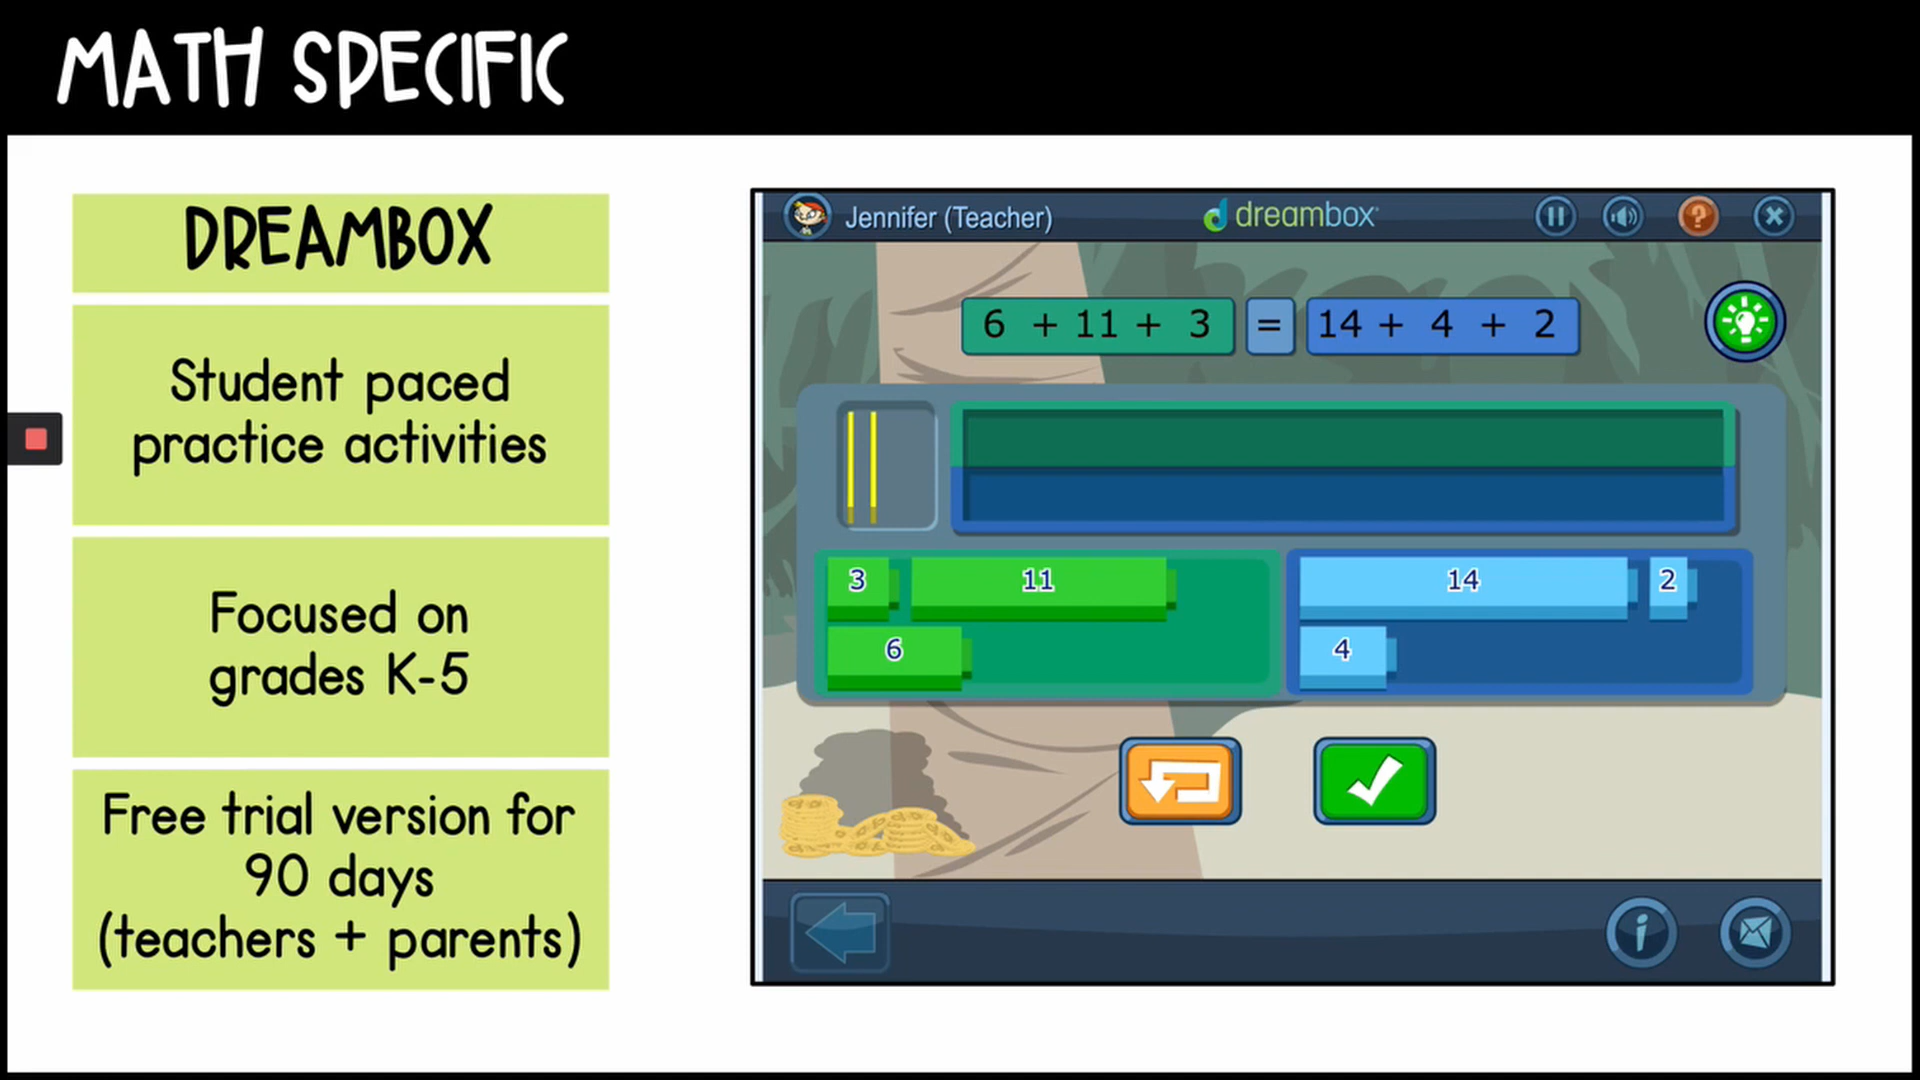 MATH SPECIFIC
DREAMBOX
Student paced
practice activities
Focused on
grades K-5
Free trial version for
90 days
(teachers + parents)
Jennifer (Teacher)
dreambox
6 + 11 + 3 = 14 + 4 + 2
3 11
6
14 2
4